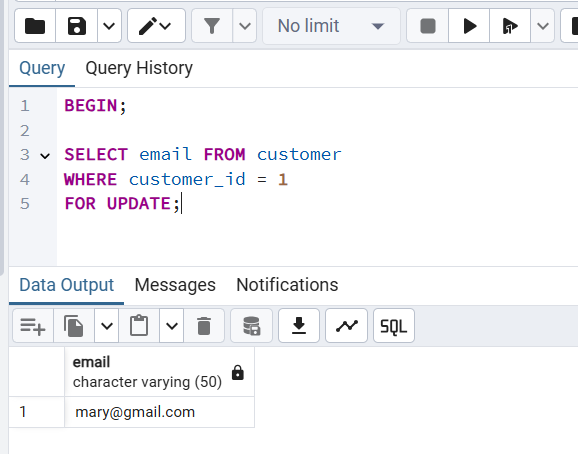 No limit
Query Query History
1 BEGIN;
2
3 SELECT email FROM customer
4 WHERE customer_id = 1
5 FOR UPDATE;
Data Output Messages Notifications
SQL
email
character varying (50)
1 mary@gmail.com